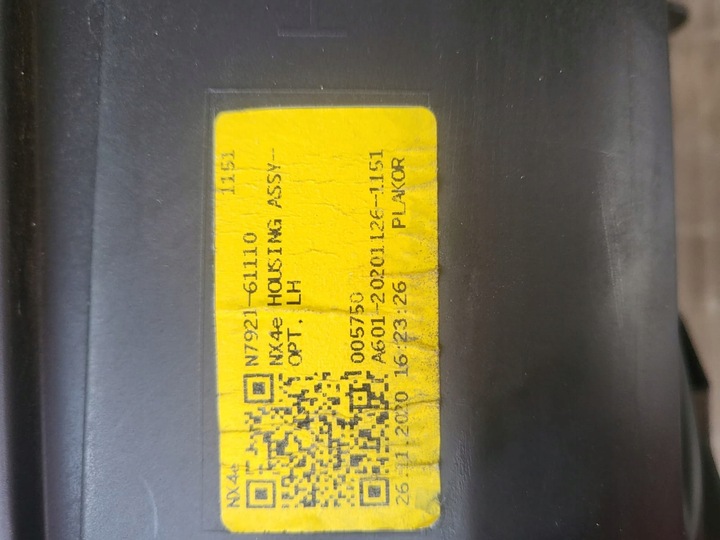 NX4e 1151
N7921-61110
NX4e HOUSING ASSY-
OPT. LH
005750
A601-20201126-1151
26.11.2020 16:23:26 PLAKOR